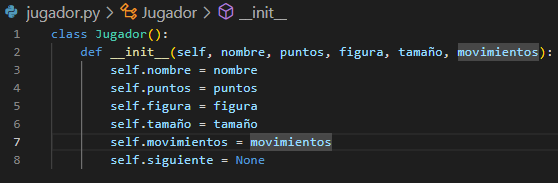 jugador.py > Jugador > __init__
1 class Jugador():
2     def __init__(self, nombre, puntos, figura, tamaño, movimientos):
3         self.nombre = nombre
4         self.puntos = puntos
5         self.figura = figura
6         self.tamaño = tamaño
7         self.movimientos = movimientos
8         self.siguiente = None